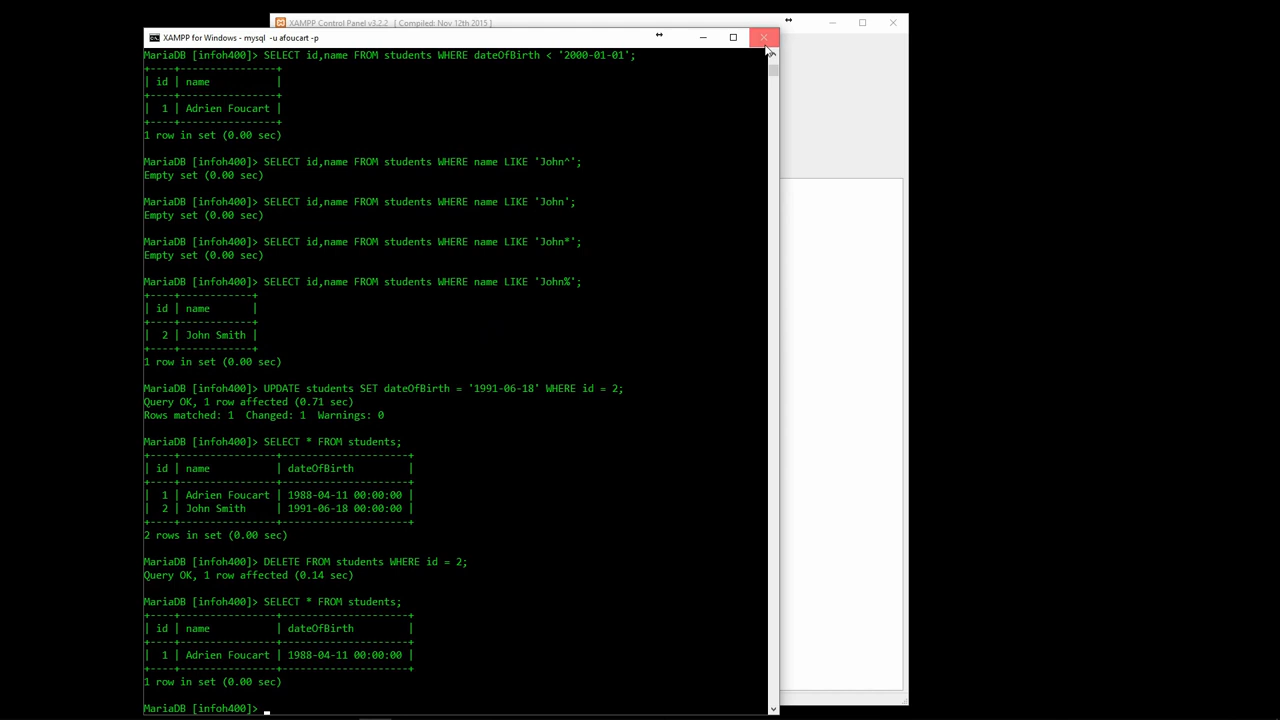 XAMPP Control Panel v3.2.2 [ Compiled: Nov 12th 2015 ]
XAMPP for Windows - mysql -u afoucart -p
MariaDB [infoh400]> SELECT id,name FROM students WHERE dateOfBirth < '2000-01-01';
+----+----------------+
| id | name           |
+----+----------------+
|  1 | Adrien Foucart |
+----+----------------+
1 row in set (0.00 sec)
MariaDB [infoh400]> SELECT id,name FROM students WHERE name LIKE 'John^';
Empty set (0.00 sec)
MariaDB [infoh400]> SELECT id,name FROM students WHERE name LIKE 'John';
Empty set (0.00 sec)
MariaDB [infoh400]> SELECT id,name FROM students WHERE name LIKE 'John*';
Empty set (0.00 sec)
MariaDB [infoh400]> SELECT id,name FROM students WHERE name LIKE 'John%';
+----+------------+
| id | name       |
+----+------------+
|  2 | John Smith |
+----+------------+
1 row in set (0.00 sec)
MariaDB [infoh400]> UPDATE students SET dateOfBirth = '1991-06-18' WHERE id = 2;
Query OK, 1 row affected (0.71 sec)
Rows matched: 1  Changed: 1  Warnings: 0
MariaDB [infoh400]> SELECT * FROM students;
+----+----------------+---------------------+
| id | name           | dateOfBirth         |
+----+----------------+---------------------+
|  1 | Adrien Foucart | 1988-04-11 00:00:00 |
|  2 | John Smith     | 1991-06-18 00:00:00 |
+----+----------------+---------------------+
2 rows in set (0.00 sec)
MariaDB [infoh400]> DELETE FROM students WHERE id = 2;
Query OK, 1 row affected (0.14 sec)
MariaDB [infoh400]> SELECT * FROM students;
+----+----------------+---------------------+
| id | name           | dateOfBirth         |
+----+----------------+---------------------+
|  1 | Adrien Foucart | 1988-04-11 00:00:00 |
+----+----------------+---------------------+
1 row in set (0.00 sec)
MariaDB [infoh400]> _